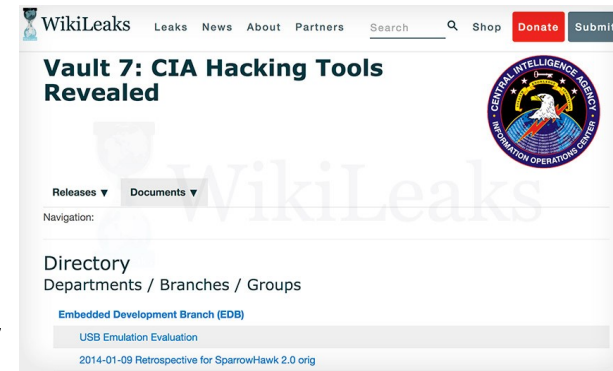 WikiLeaks Leaks News About Partners Search Shop Donate Submit
Vault 7: CIA Hacking Tools
Revealed
CENTRAL INTELLIGENCE AGENCY
INFORMATION OPERATIONS CENTER
WikiLeaks
Releases ▼ Documents ▼
Navigation:
Directory
Departments / Branches / Groups
Embedded Development Branch (EDB)
USB Emulation Evaluation
2014-01-09 Retrospective for SparrowHawk 2.0 orig